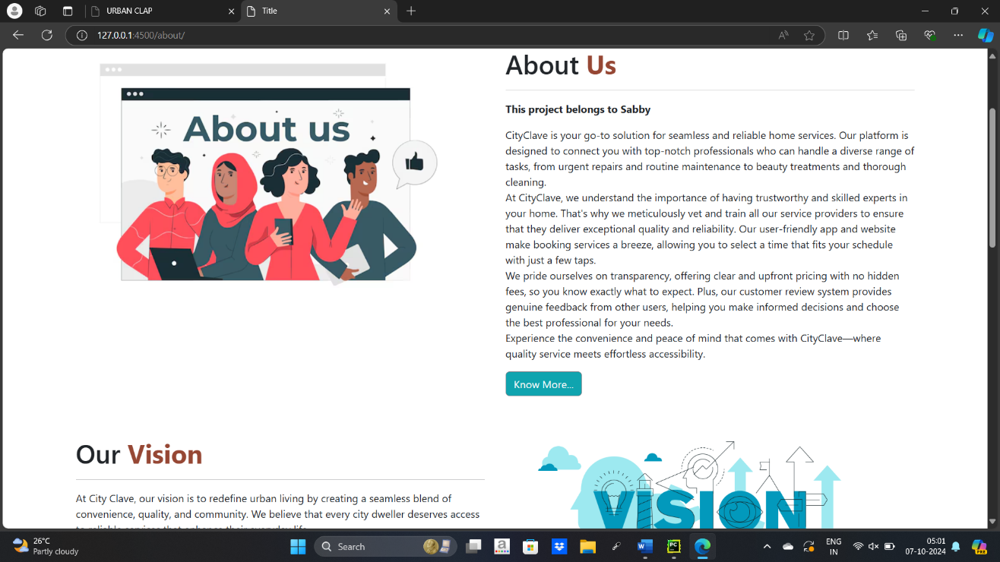 URBAN CLAP
Title
127.0.0.1:4500/about/
About us
About Us
This project belongs to Sabby
CityClave is your go-to solution for seamless and reliable home services. Our platform is
designed to connect you with top-notch professionals who can handle a diverse range of
tasks, from urgent repairs and routine maintenance to beauty treatments and thorough
cleaning.
At CityClave, we understand the importance of having trustworthy and skilled experts in
your home. That's why we meticulously vet and train all our service providers to ensure
that they deliver exceptional quality and reliability. Our user-friendly app and website
make booking services a breeze, allowing you to select a time that fits your schedule
with just a few taps.
We pride ourselves on transparency, offering clear and upfront pricing with no hidden
fees, so you know exactly what to expect. Plus, our customer review system provides
genuine feedback from other users, helping you make informed decisions and choose
the best professional for your needs.
Experience the convenience and peace of mind that comes with CityClave—where
quality service meets effortless accessibility.
Know More...
Our Vision
At City Clave, our vision is to redefine urban living by creating a seamless blend of
convenience, quality, and community. We believe that every city dweller deserves access
to reliable services that enhance their everyday life
VISION
26°C
Partly cloudy
Search
ENG
IN
05:01
07-10-2024